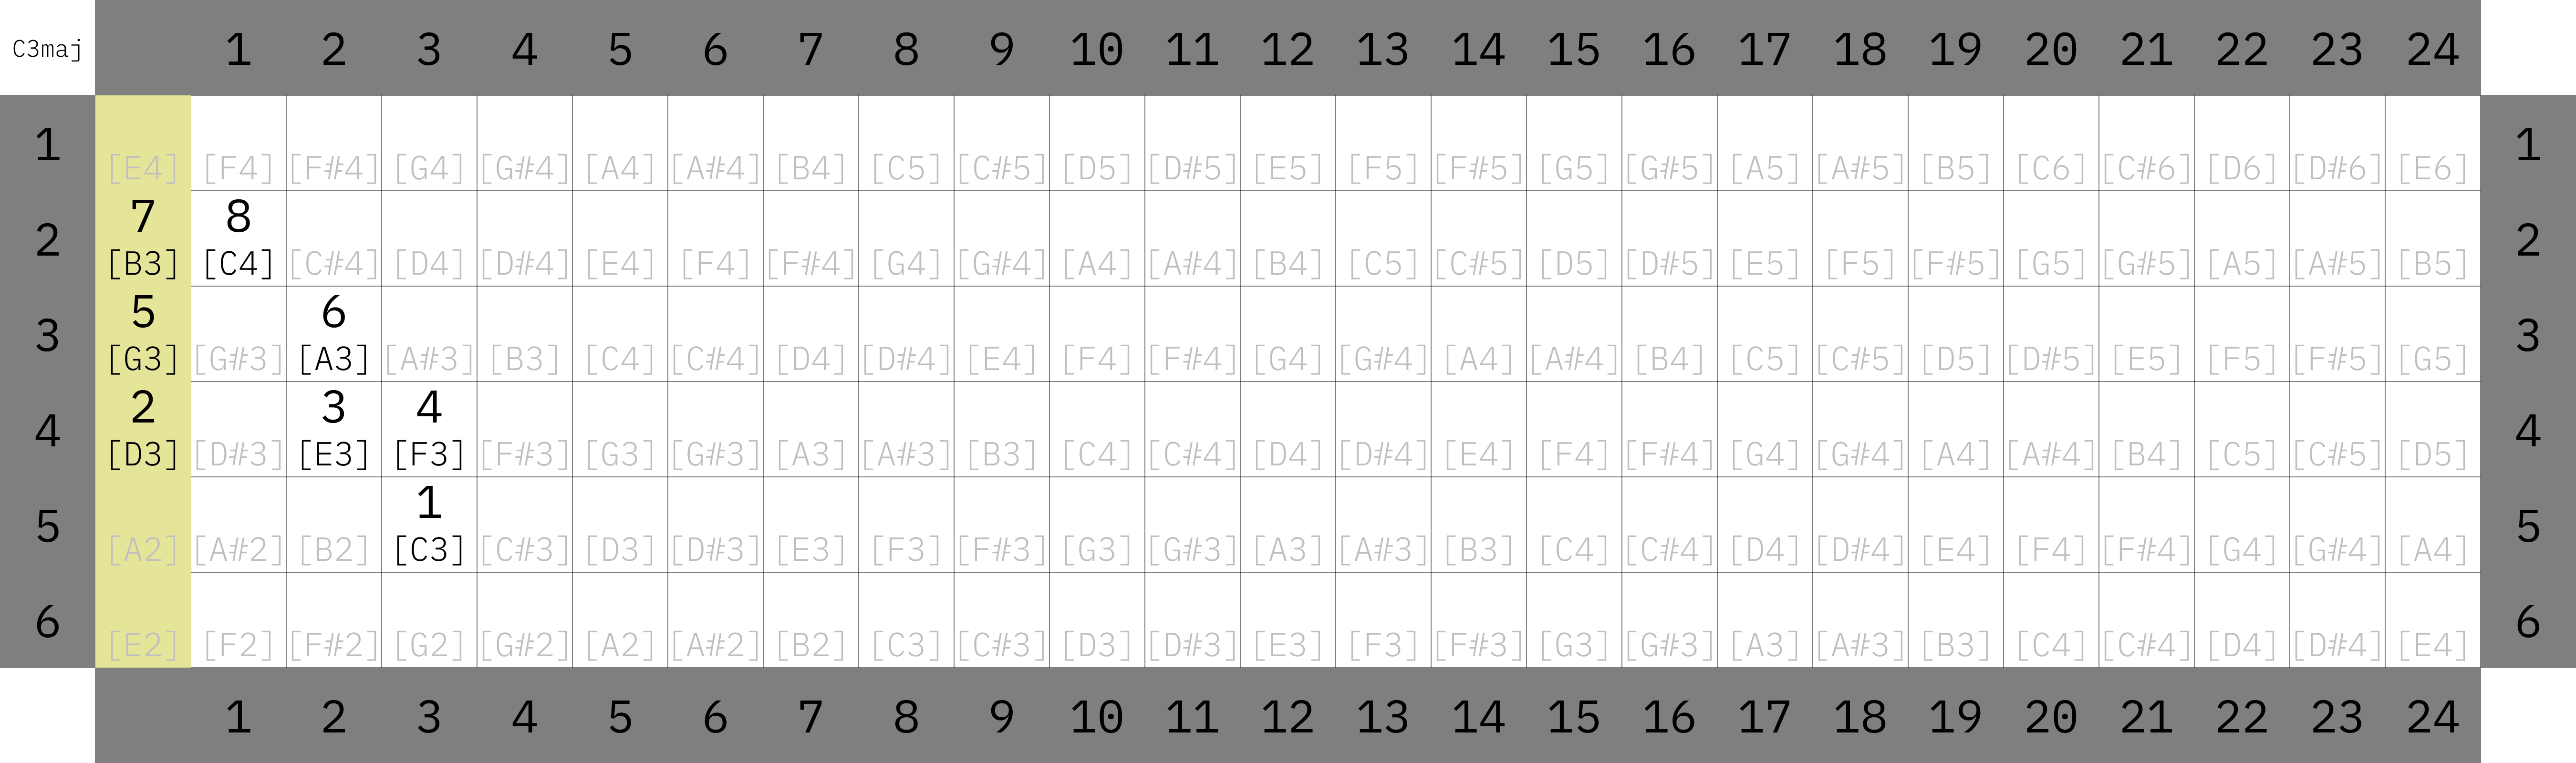 C3maj 1 2 3 4 5 6 7 8 9 10 11 12 13 14 15 16 17 18 19 20 21 22 23 24
1 [E4] [F4] [F#4] [G4] [G#4] [A4] [A#4] [B4] [C5] [C#5] [D5] [D#5] [E5] [F5] [F#5] [G5] [G#5] [A5] [A#5] [B5] [C6] [C#6] [D6] [D#6] [E6] 1
7 8
2 [B3] [C4] [C#4] [D4] [D#4] [E4] [F4] [F#4] [G4] [G#4] [A4] [A#4] [B4] [C5] [C#5] [D5] [D#5] [E5] [F5] [F#5] [G5] [G#5] [A5] [A#5] [B5] 2
5 6
3 [G3] [G#3] [A3] [A#3] [B3] [C4] [C#4] [D4] [D#4] [E4] [F4] [F#4] [G4] [G#4] [A4] [A#4] [B4] [C5] [C#5] [D5] [D#5] [E5] [F5] [F#5] [G5] 3
2 3 4
4 [D3] [D#3] [E3] [F3] [F#3] [G3] [G#3] [A3] [A#3] [B3] [C4] [C#4] [D4] [D#4] [E4] [F4] [F#4] [G4] [G#4] [A4] [A#4] [B4] [C5] [C#5] [D5] 4
1
5 [A2] [A#2] [B2] [C3] [C#3] [D3] [D#3] [E3] [F3] [F#3] [G3] [G#3] [A3] [A#3] [B3] [C4] [C#4] [D4] [D#4] [E4] [F4] [F#4] [G4] [G#4] [A4] 5
6 [E2] [F2] [F#2] [G2] [G#2] [A2] [A#2] [B2] [C3] [C#3] [D3] [D#3] [E3] [F3] [F#3] [G3] [G#3] [A3] [A#3] [B3] [C4] [C#4] [D4] [D#4] [E4] 6
1 2 3 4 5 6 7 8 9 10 11 12 13 14 15 16 17 18 19 20 21 22 23 24